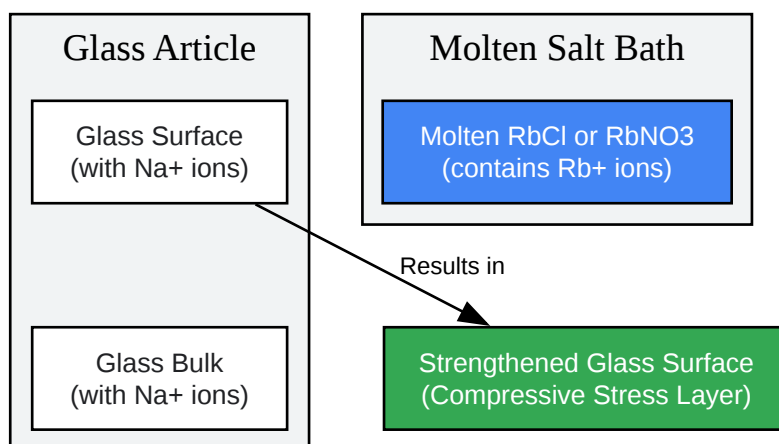 Glass Article
Glass Surface
(with Na+ ions)
Glass Bulk
(with Na+ ions)
Molten Salt Bath
Molten RbCl or RbNO3
(contains Rb+ ions)
Results in
Strengthened Glass Surface
(Compressive Stress Layer)